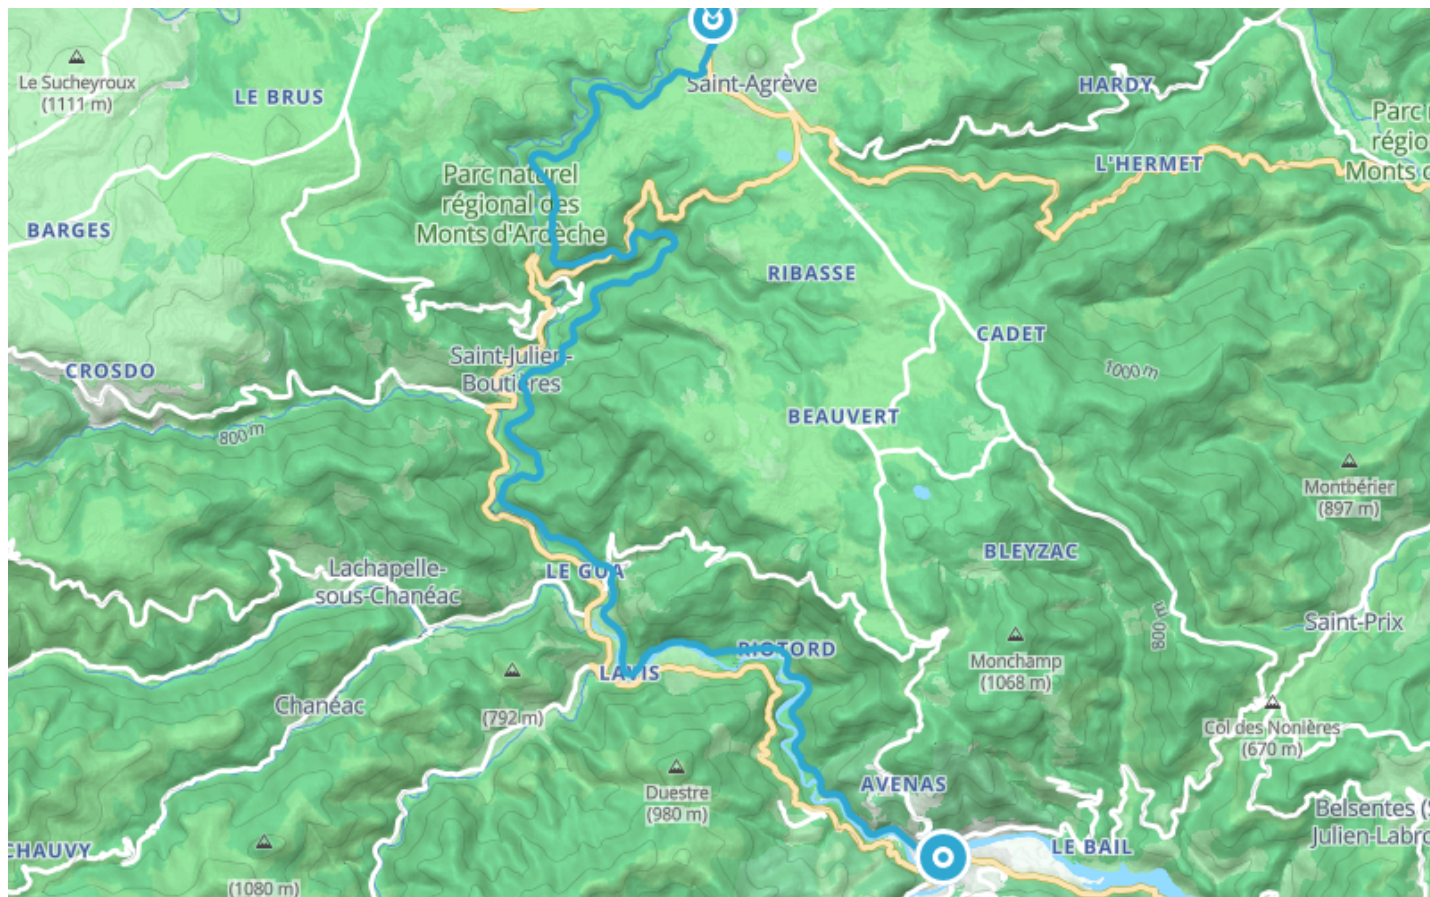 Le Sucheyroux
(1111 m)
LE BRUS
Saint-Agrève
HARDY
Parc
régio
Monts d
L'HERMET
Parc naturel
régional des
Monts d'Ardèche
BARGES
RIBASSE
CADET
CROSDO
Saint-Julien-
Boutières
1000 m
BEAUVERT
800 m
Montbérier
(897 m)
BLEYZAC
Lachapelle-
sous-Chanéac
LE GUA
800 m
Saint-Prix
RIOTORD
Monchamp
(1068 m)
LAVIS
Chanéac
(792 m)
Col des Nonières
(670 m)
Duestre
(980 m)
AVENAS
Belsentes (S
Julien-Labro
CHAUVY
LE BAIL
(1080 m)